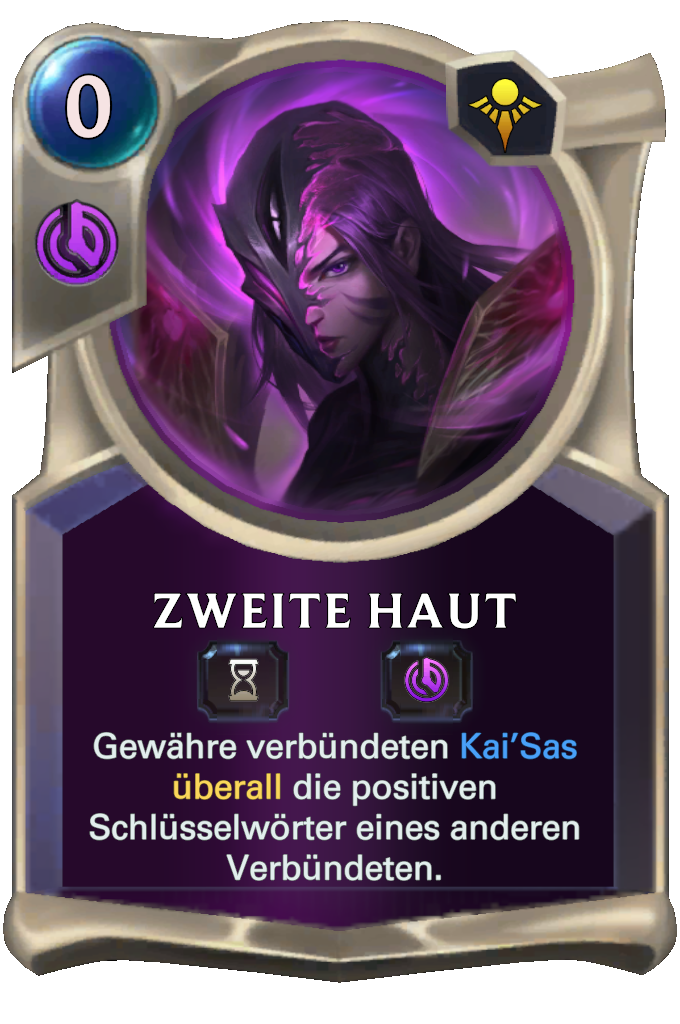 0
ZWEITE HAUT
Gewähre verbündeten Kai'Sas
überall die positiven
Schlüsselwörter eines anderen
Verbündeten.